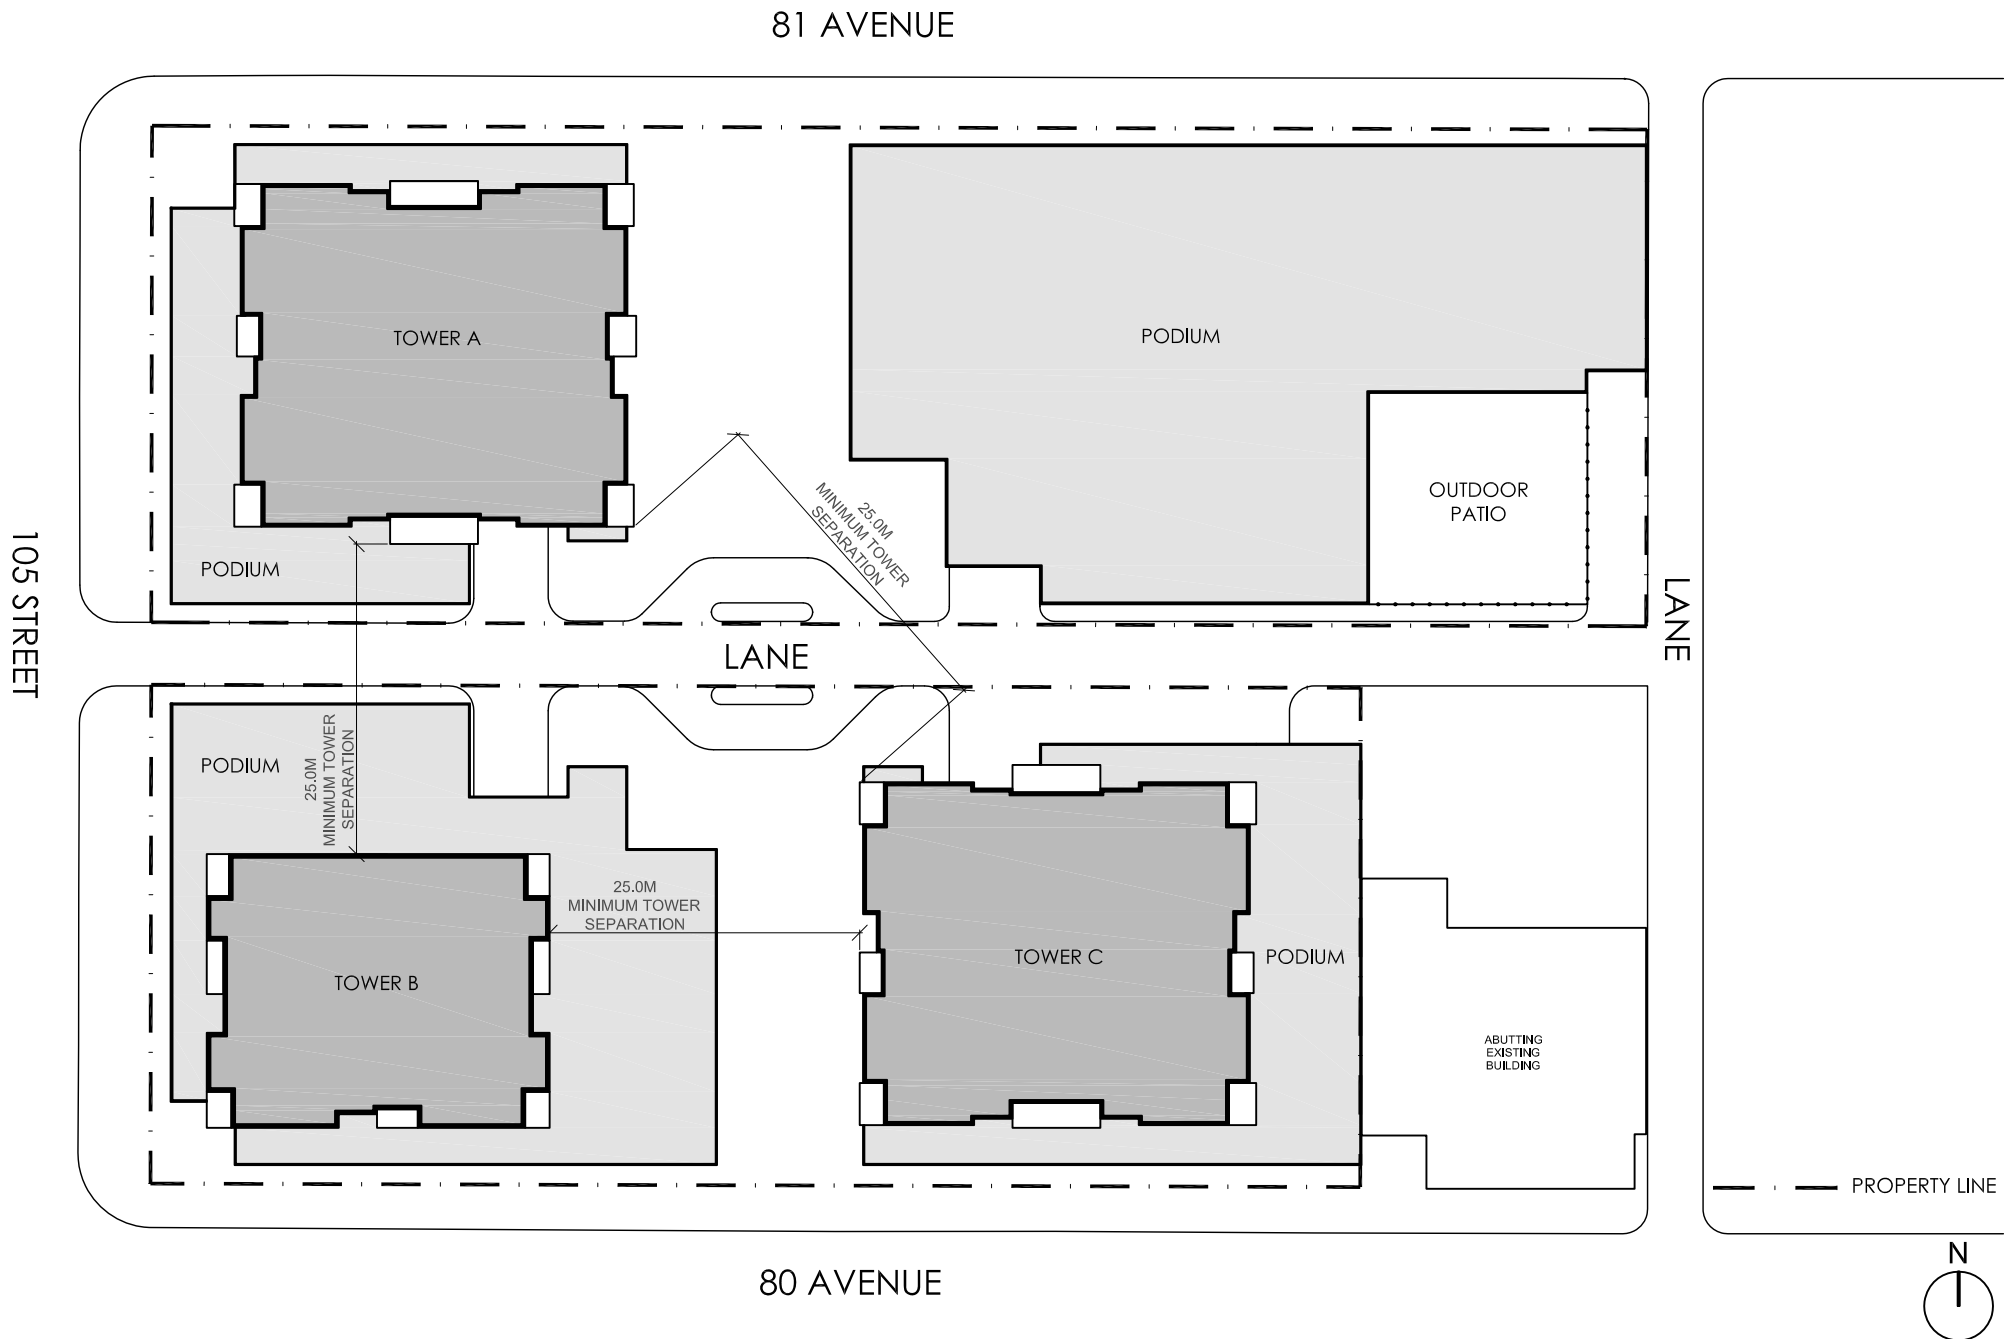 81 AVENUE
TOWER A
PODIUM
OUTDOOR
PATIO
25.0M
MINIMUM TOWER
SEPARATION
PODIUM
105 STREET
LANE
LANE
PODIUM
25.0M
MINIMUM TOWER
SEPARATION
25.0M
MINIMUM TOWER
SEPARATION
TOWER B
TOWER C
PODIUM
ABUTTING
EXISTING
BUILDING
PROPERTY LINE
80 AVENUE
N